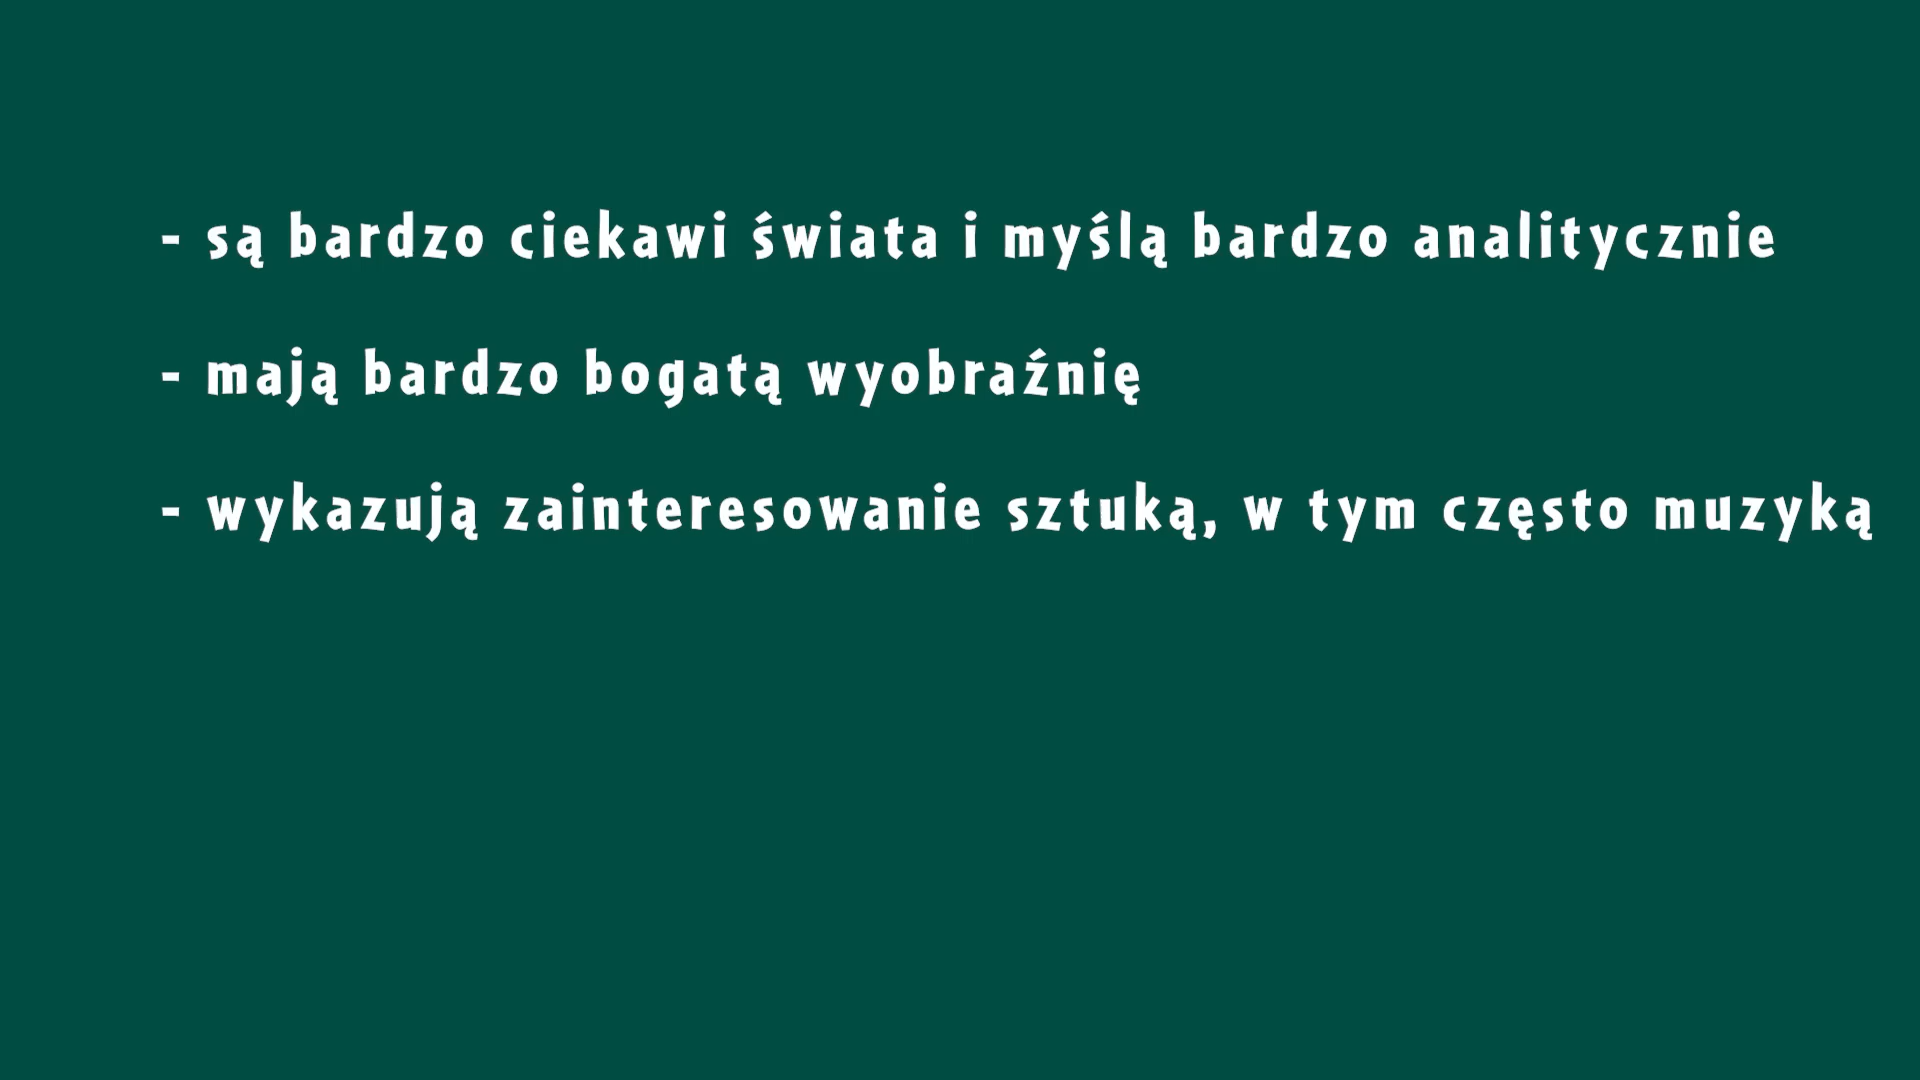 - są bardzo ciekawi świata i myślą bardzo analitycznie
- mają bardzo bogatą wyobraźnię
- wykazują zainteresowanie sztuką, w tym często muzyką